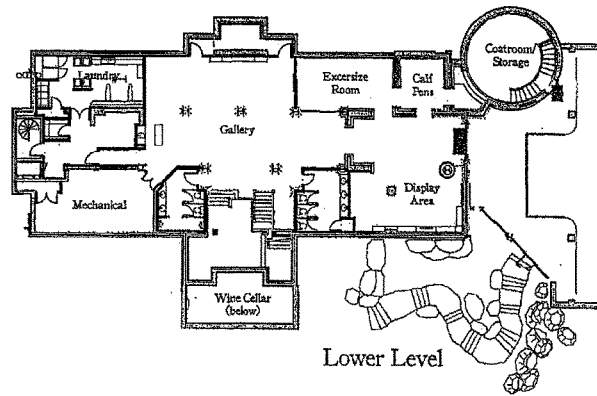 Coatroom/
Storage
Laundry
Excersize
Room
Calf
Pens
Gallery
Display
Area
Mechanical
Wine Cellar
(below)
Lower Level